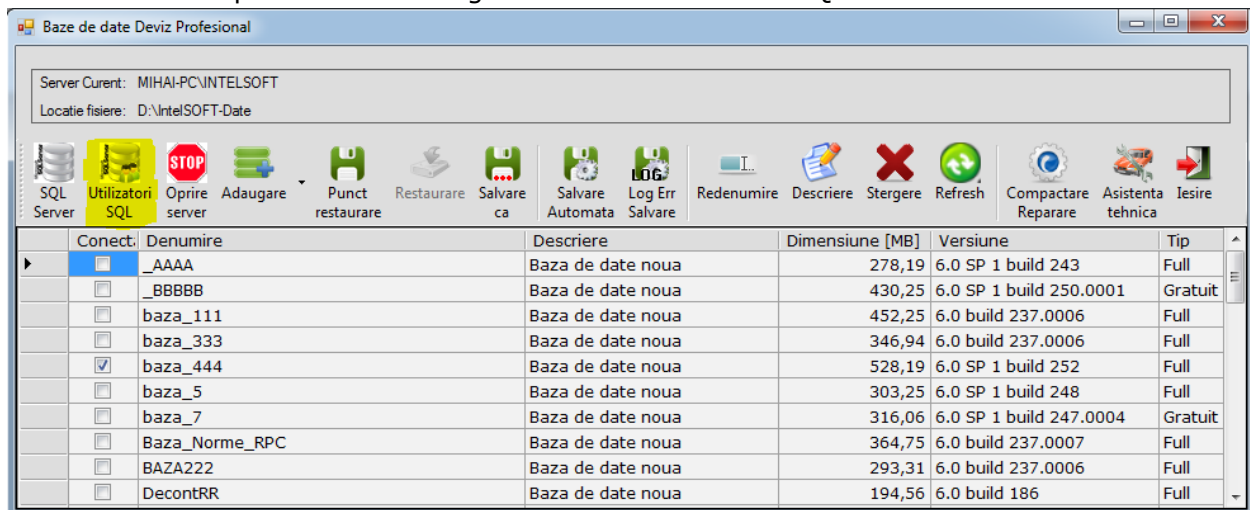 Baze de date Deviz Profesional
Server Curent: MIHAI-PC\INTELSOFT
Locatie fisiere: D:\IntelSOFT-Date
SQL Server
Utilizatori SQL
STOP
Oprire server
Adaugare
Punct restaurare
Restaurare
Salvare ca
Salvare Automata
LOG
Log Err Salvare
Redenumire
Descriere
Stergere
Refresh
Compactare Reparare
Asistenta tehnica
Iesire
Conect. Denumire Descriere Dimensiune [MB] Versiune Tip
_AAAA Baza de date noua 278,19 6.0 SP 1 build 243 Full
_BBBBB Baza de date noua 430,25 6.0 SP 1 build 250.0001 Gratuit
baza_111 Baza de date noua 452,25 6.0 build 237.0006 Full
baza_333 Baza de date noua 346,94 6.0 build 237.0006 Full
baza_444 Baza de date noua 528,19 6.0 SP 1 build 252 Full
baza_5 Baza de date noua 303,25 6.0 SP 1 build 248 Full
baza_7 Baza de date noua 316,06 6.0 SP 1 build 247.0004 Gratuit
Baza_Norme_RPC Baza de date noua 364,75 6.0 build 237.0007 Full
BAZA222 Baza de date noua 293,31 6.0 build 237.0006 Full
DecontRR Baza de date noua 194,56 6.0 build 186 Full